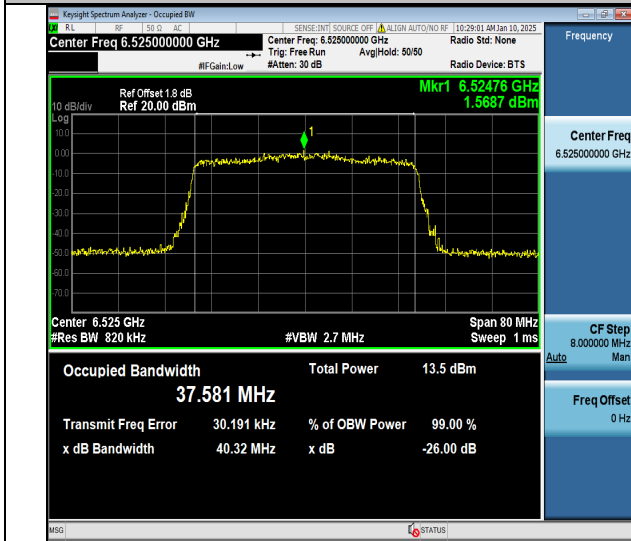 Keysight Spectrum Analyzer - Occupied BW
RL RF 50 Ω AC SENSE:INT SOURCE OFF ALIGN AUTO/NO RF 10:29:01 AM Jan 10, 2025
Center Freq 6.525000000 GHz
Center Freq: 6.525000000 GHz
Radio Std: None
Trig: Free Run Avg|Hold: 50/50
#IFGain:Low
#Atten: 30 dB
Radio Device: BTS
Frequency
Mkr1 6.52476 GHz
1.5687 dBm
Ref Offset 1.8 dB
10 dB/div Ref 20.00 dBm
Log
10.0
0.00
-10.0
-20.0
-30.0
-40.0
-50.0
-60.0
-70.0
1
Center 6.525 GHz
Span 80 MHz
#Res BW 820 kHz
#VBW 2.7 MHz
Sweep 1 ms
Occupied Bandwidth
37.581 MHz
Total Power 13.5 dBm
Transmit Freq Error 30.191 kHz
% of OBW Power 99.00 %
x dB Bandwidth 40.32 MHz
x dB -26.00 dB
Center Freq
6.525000000 GHz
CF Step
8.000000 MHz
Auto Man
Freq Offset
0 Hz
MSG
STATUS